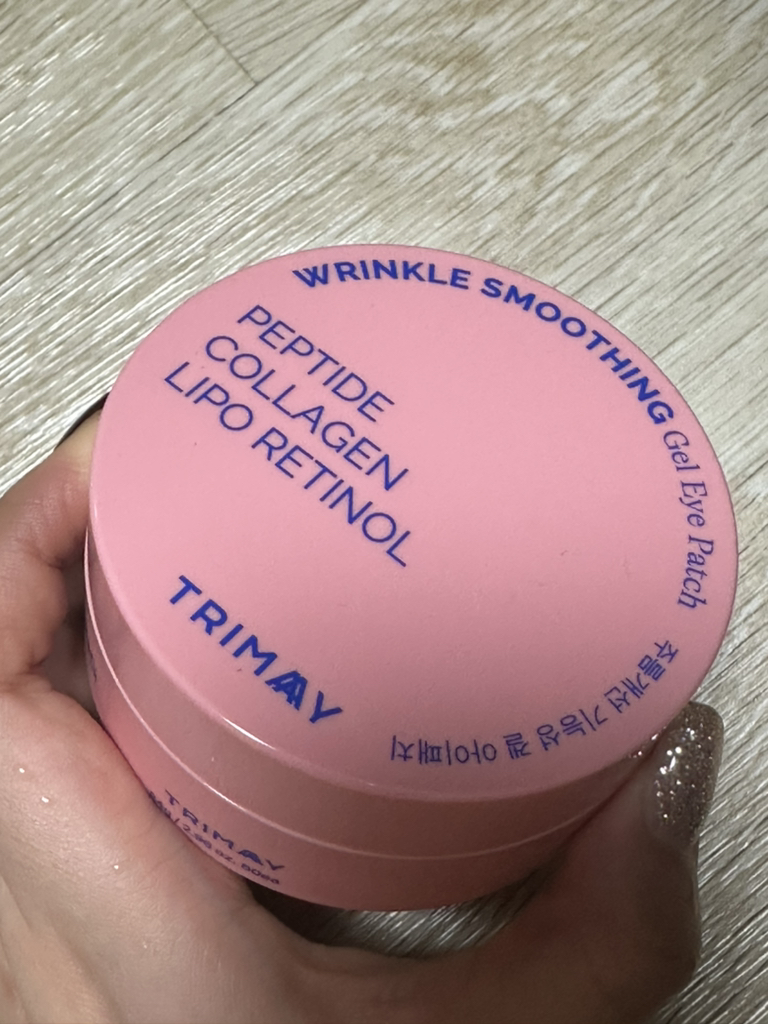 WRINKLE SMOOTHING Gel Eye Patch
PEPTIDE
COLLAGEN
LIPO RETINOL
TRIMAY
주름개선 기능성 겔 아이패치
TRIMAY